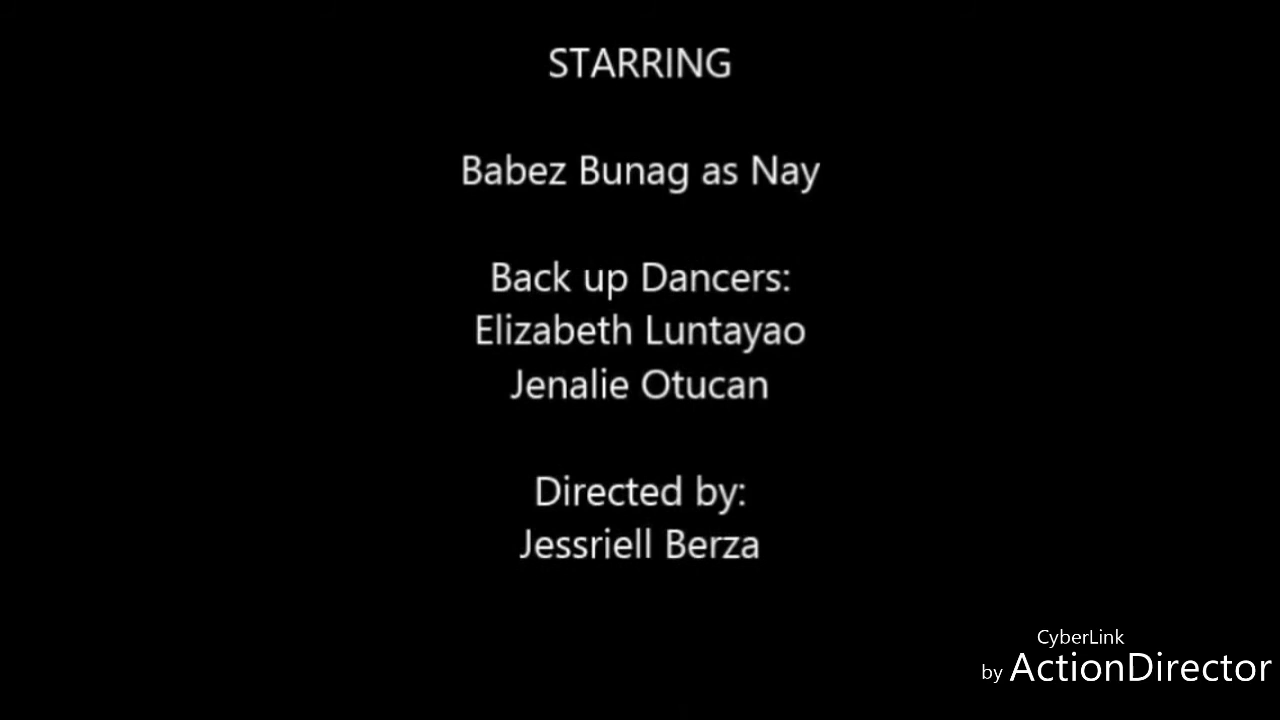 STARRING
Babez Bunag as Nay
Back up Dancers:
Elizabeth Luntayao
Jenalie Otucan
Directed by:
Jessriell Berza
CyberLink
by ActionDirector